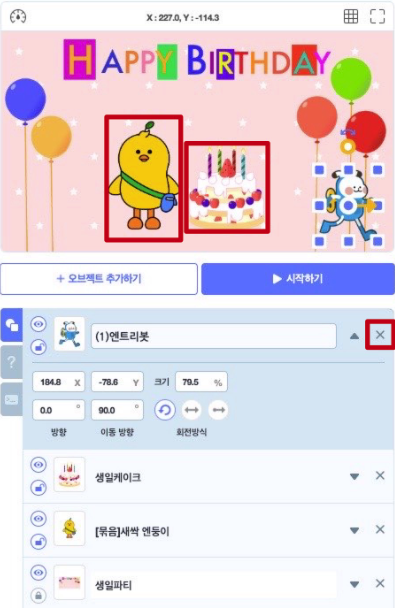 X : 227.0, Y : -114.3
HAPPY BIRTHDAY
+ 오브젝트 추가하기
▶ 시작하기
(1)엔트리봇
184.8 X -78.6 Y 크기 79.5 %
0.0 ° 90.0 °
방향 이동 방향 회전방식
?
생일케이크
[묶음]새싹 엔둥이
생일파티